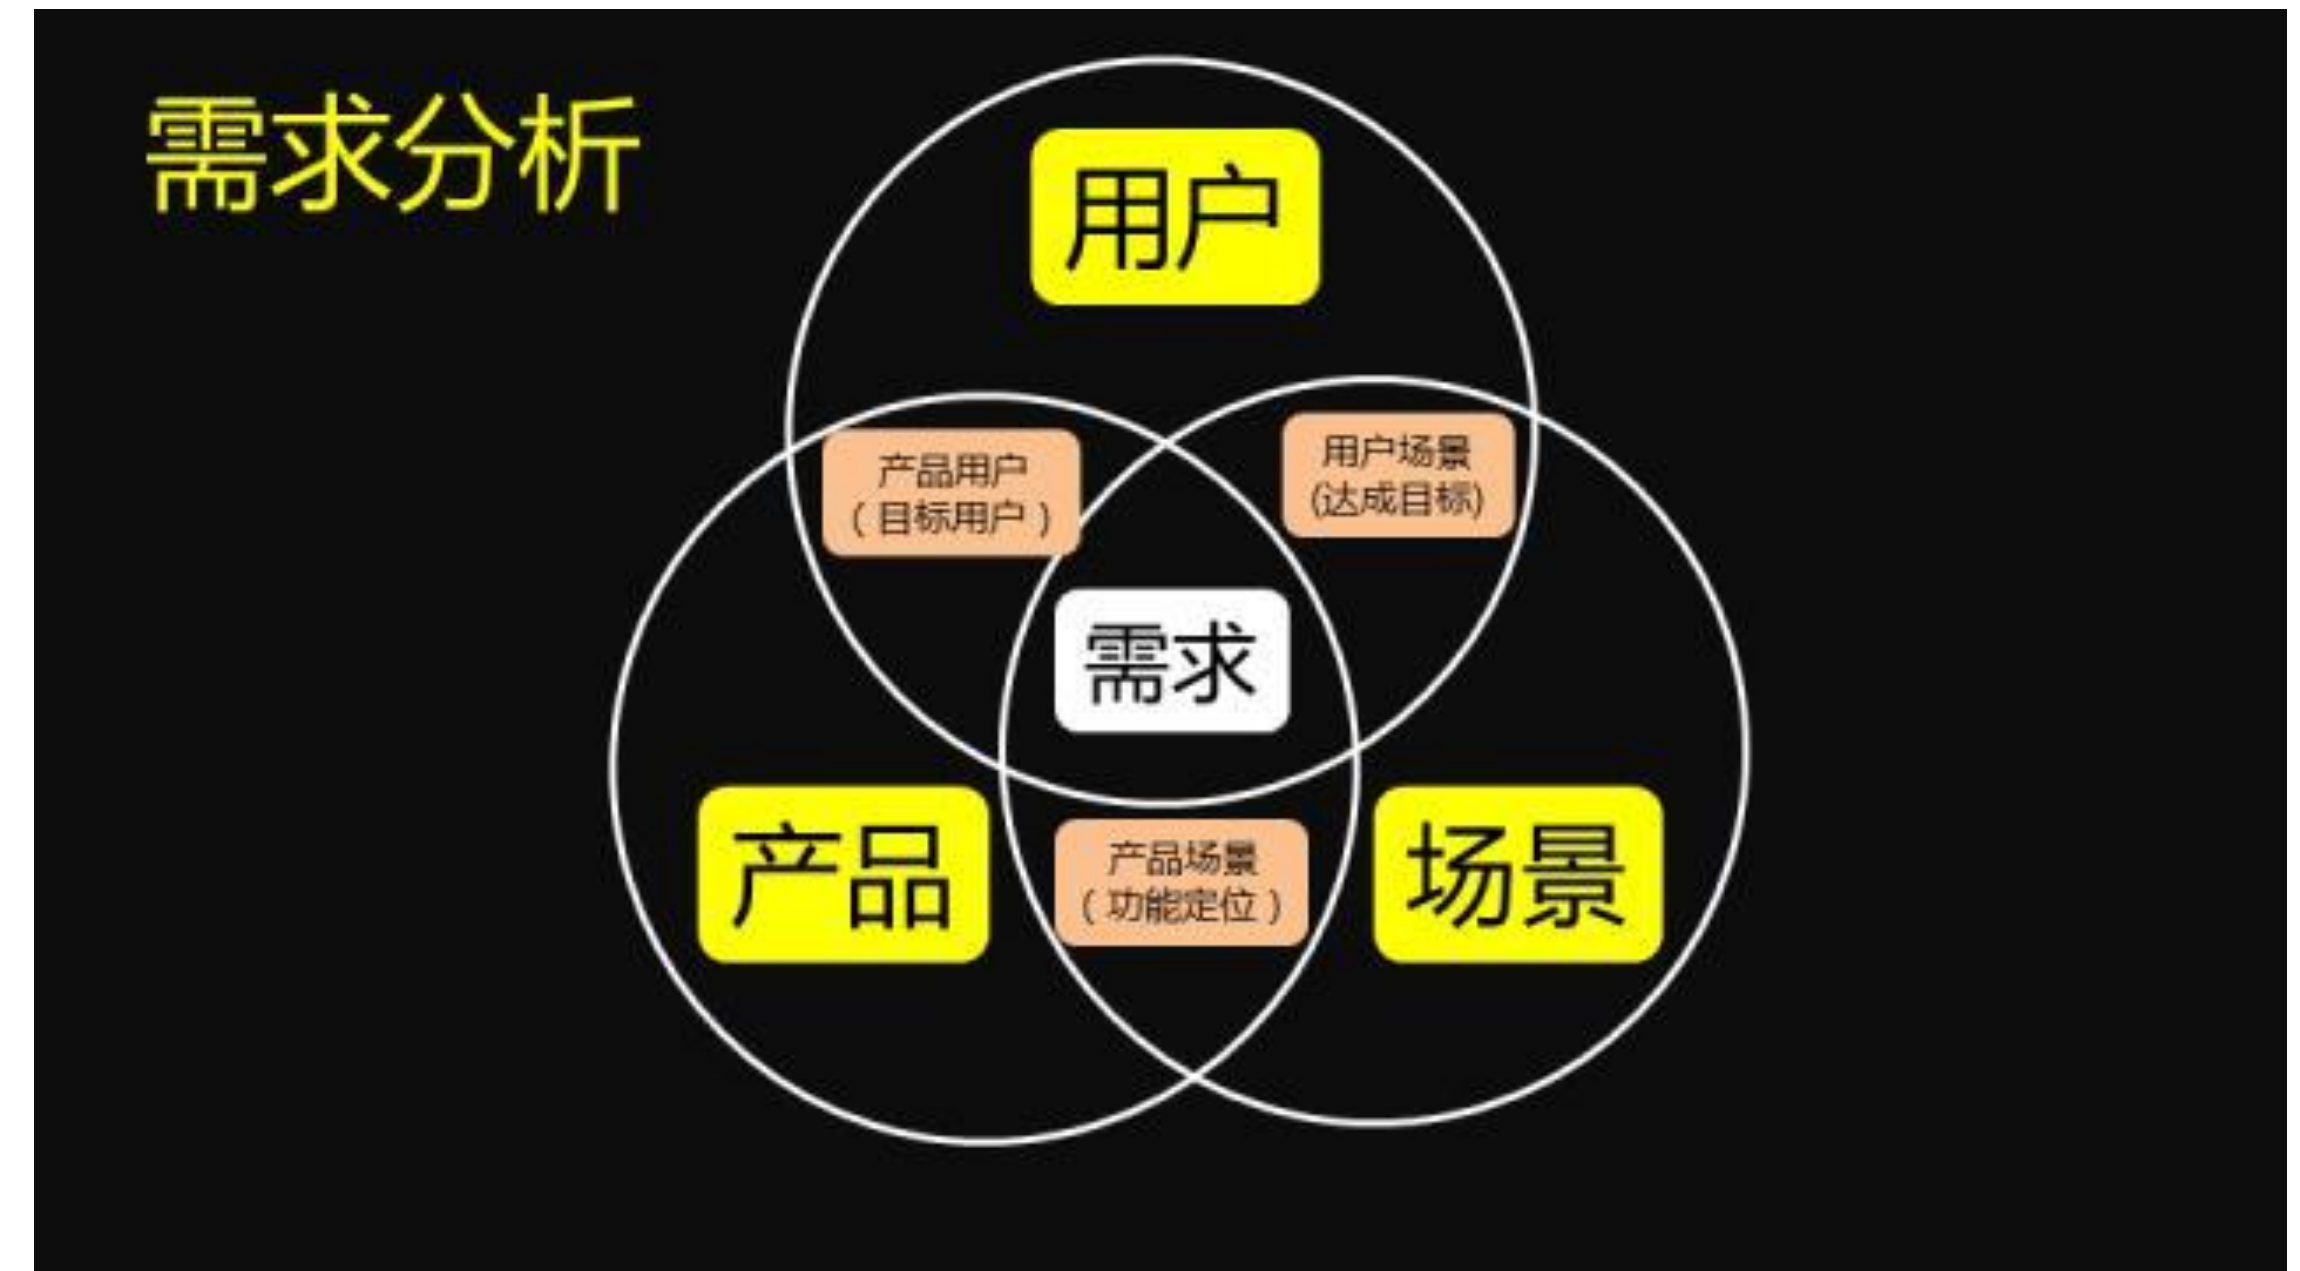 需求分析
用户
产品用户
（目标用户）
用户场景
(达成目标)
需求
产品
产品场景
（功能定位）
场景